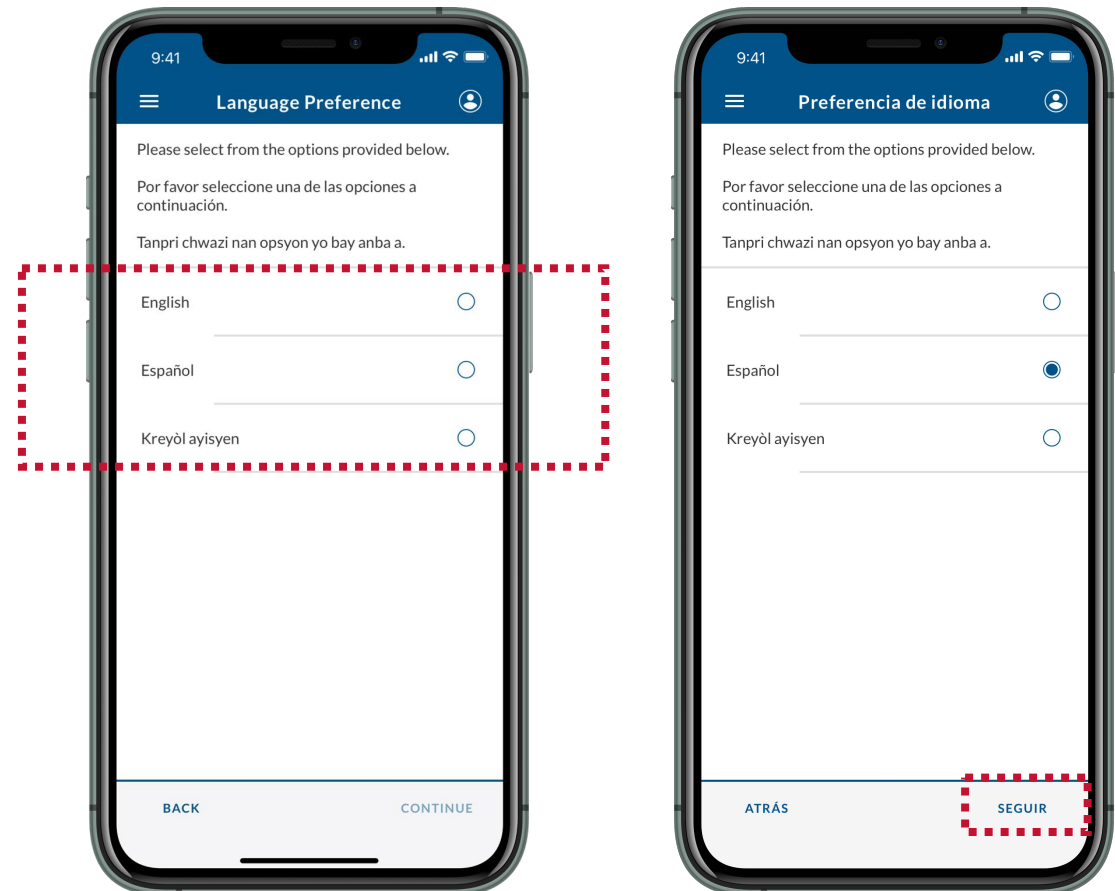 9:41
Language Preference
Please select from the options provided below.
Por favor seleccione una de las opciones a
continuación.
Tanpri chwazi nan opsyon yo bay anba a.
English
Español
Kreyòl ayisyen
BACK
CONTINUE
9:41
Preferencia de idioma
Please select from the options provided below.
Por favor seleccione una de las opciones a
continuación.
Tanpri chwazi nan opsyon yo bay anba a.
English
Español
Kreyòl ayisyen
ATRÁS
SEGUIR